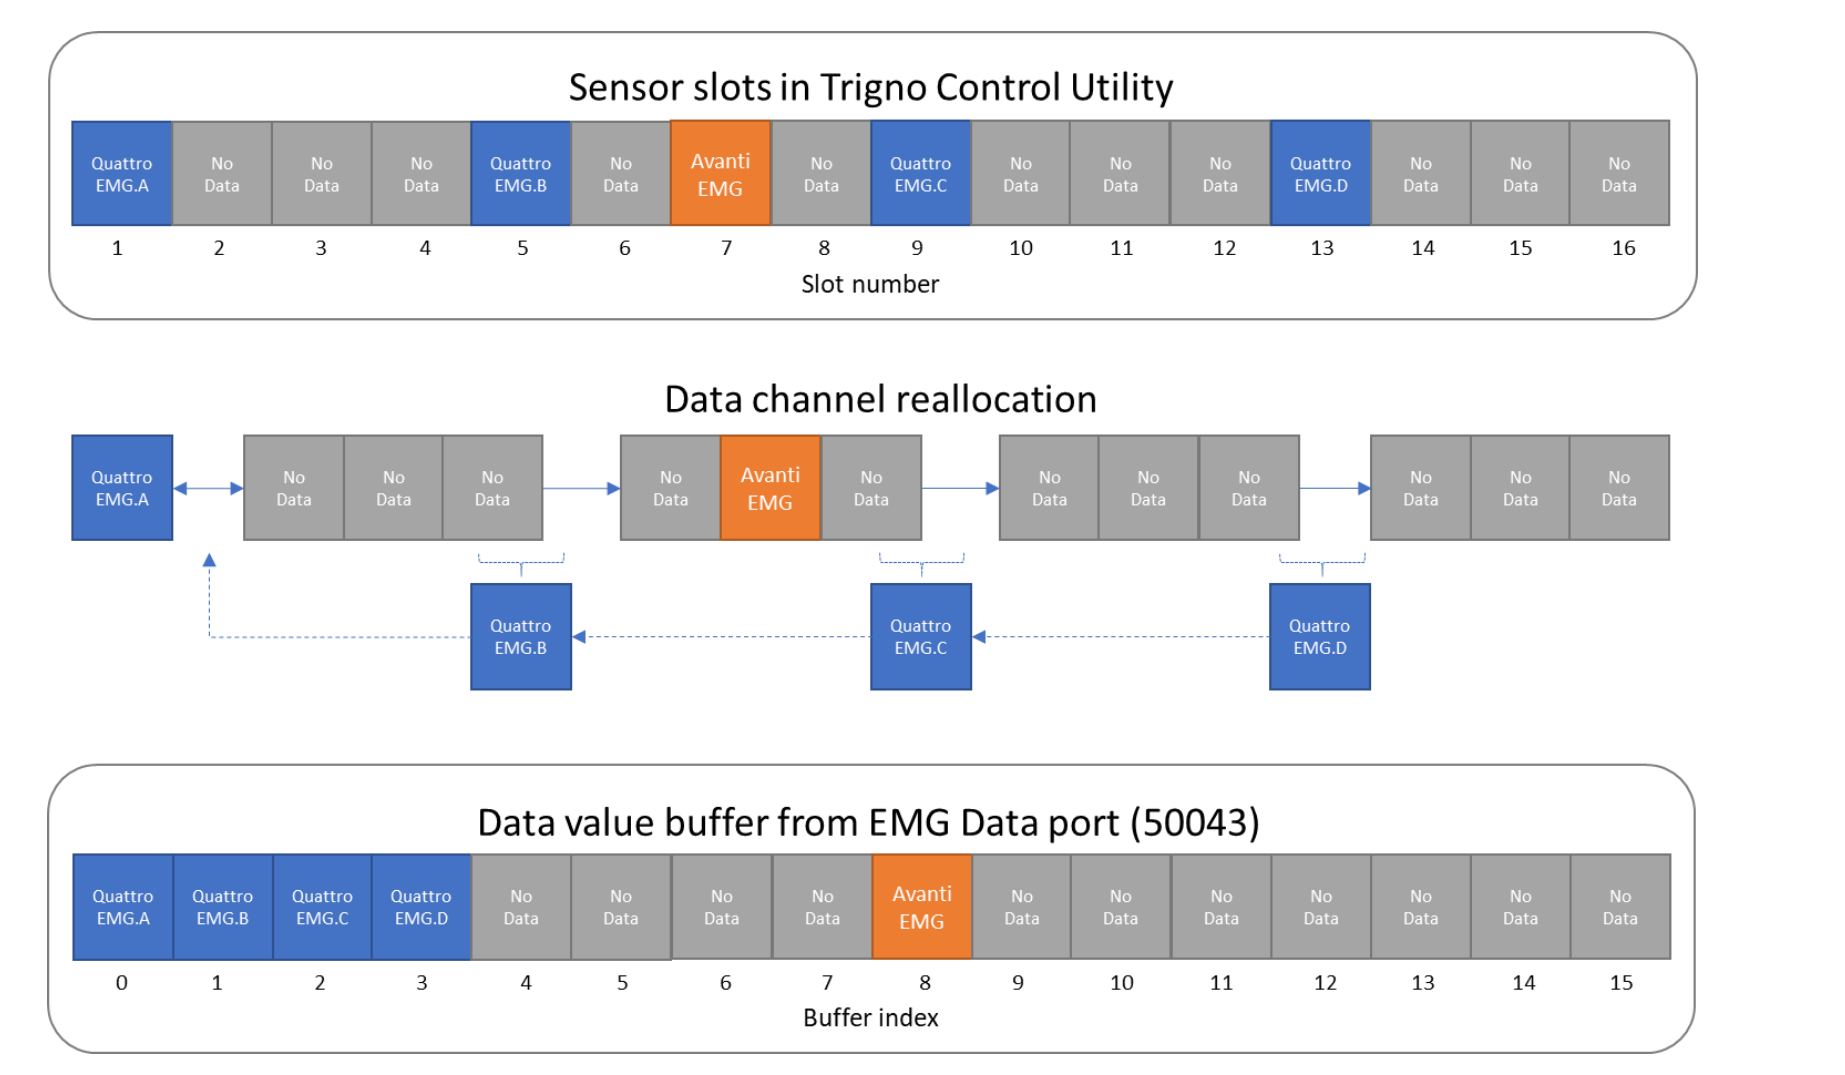 Sensor slots in Trigno Control Utility
Quattro No No No Quattro No Avanti No Quattro No No No Quattro No No No
EMG.A Data Data Data EMG.B Data EMG Data EMG.C Data Data Data EMG.D Data Data Data
1 2 3 4 5 6 7 8 9 10 11 12 13 14 15 16
Slot number
Data channel reallocation
Quattro No No No No Avanti No No No No No No No
EMG.A Data Data Data Data EMG Data Data Data Data Data Data Data
Quattro Quattro Quattro
EMG.B EMG.C EMG.D
Data value buffer from EMG Data port (50043)
Quattro Quattro Quattro Quattro No No No No Avanti No No No No No No No
EMG.A EMG.B EMG.C EMG.D Data Data Data Data EMG Data Data Data Data Data Data Data
0 1 2 3 4 5 6 7 8 9 10 11 12 13 14 15
Buffer index